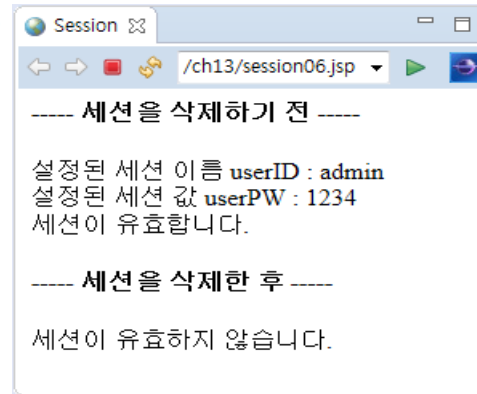 Session
/ch13/session06.jsp
----- 세션을 삭제하기 전 -----
설정된 세션 이름 userID : admin
설정된 세션 값 userPW : 1234
세션이 유효합니다.
----- 세션을 삭제한 후 -----
세션이 유효하지 않습니다.